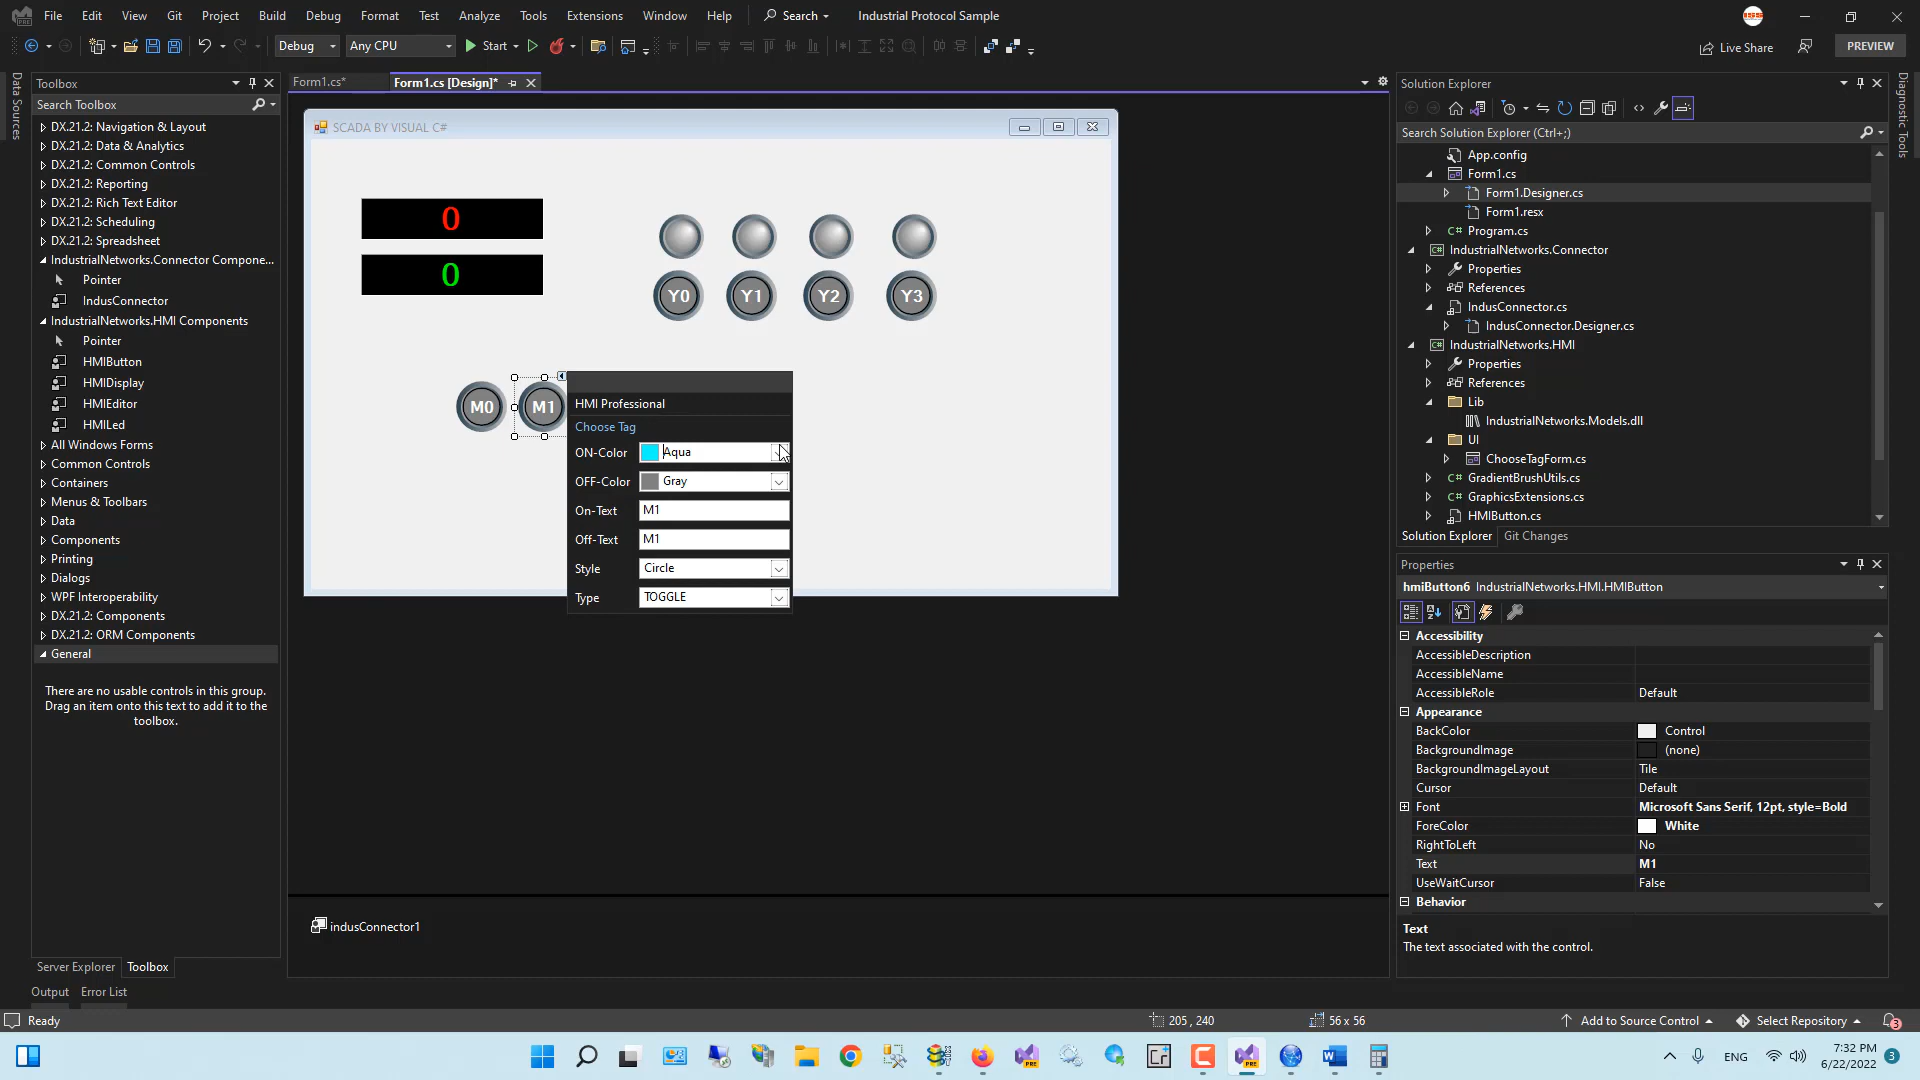 File Edit View Git Project Build Debug Format Test Analyze Tools Extensions Window Help Search Industrial Protocol Sample
Debug Any CPU Start Live Share PREVIEW
Data Sources
Toolbox
Search Toolbox
DX.21.2: Navigation & Layout
DX.21.2: Data & Analytics
DX.21.2: Common Controls
DX.21.2: Reporting
DX.21.2: Rich Text Editor
DX.21.2: Scheduling
DX.21.2: Spreadsheet
IndustrialNetworks.Connector Compone...
Pointer
IndusConnector
IndustrialNetworks.HMI Components
Pointer
HMIButton
HMIDisplay
HMIEditor
HMILed
All Windows Forms
Common Controls
Containers
Menus & Toolbars
Data
Components
Printing
Dialogs
WPF Interoperability
DX.21.2: Components
DX.21.2: ORM Components
General
There are no usable controls in this group.
Drag an item onto this text to add it to the
toolbox.
Server Explorer Toolbox
Output Error List
Form1.cs* Form1.cs [Design]*
SCADA BY VISUAL C#
0
0
Y0 Y1 Y2 Y3
M0 M1
HMI Professional
Choose Tag
ON-Color Aqua
OFF-Color Gray
On-Text M1
Off-Text M1
Style Circle
Type TOGGLE
indusConnector1
Solution Explorer
Search Solution Explorer (Ctrl+;)
App.config
Form1.cs
Form1.Designer.cs
Form1.resx
C# Program.cs
C# IndustrialNetworks.Connector
Properties
References
IndusConnector.cs
IndusConnector.Designer.cs
C# IndustrialNetworks.HMI
Properties
References
Lib
IndustrialNetworks.Models.dll
UI
ChooseTagForm.cs
C# GradientBrushUtils.cs
C# GraphicsExtensions.cs
HMIButton.cs
Solution Explorer Git Changes
Diagnostic Tools
Properties
hmiButton6 IndustrialNetworks.HMI.HMIButton
Accessibility
AccessibleDescription
AccessibleName
AccessibleRole Default
Appearance
BackColor Control
BackgroundImage (none)
BackgroundImageLayout Tile
Cursor Default
Font Microsoft Sans Serif, 12pt, style=Bold
ForeColor White
RightToLeft No
Text M1
UseWaitCursor False
Behavior
Text
The text associated with the control.
Ready 205 , 240 56 x 56 Add to Source Control Select Repository 3
PRE Cr C PRE W ENG 7:32 PM 3
6/22/2022